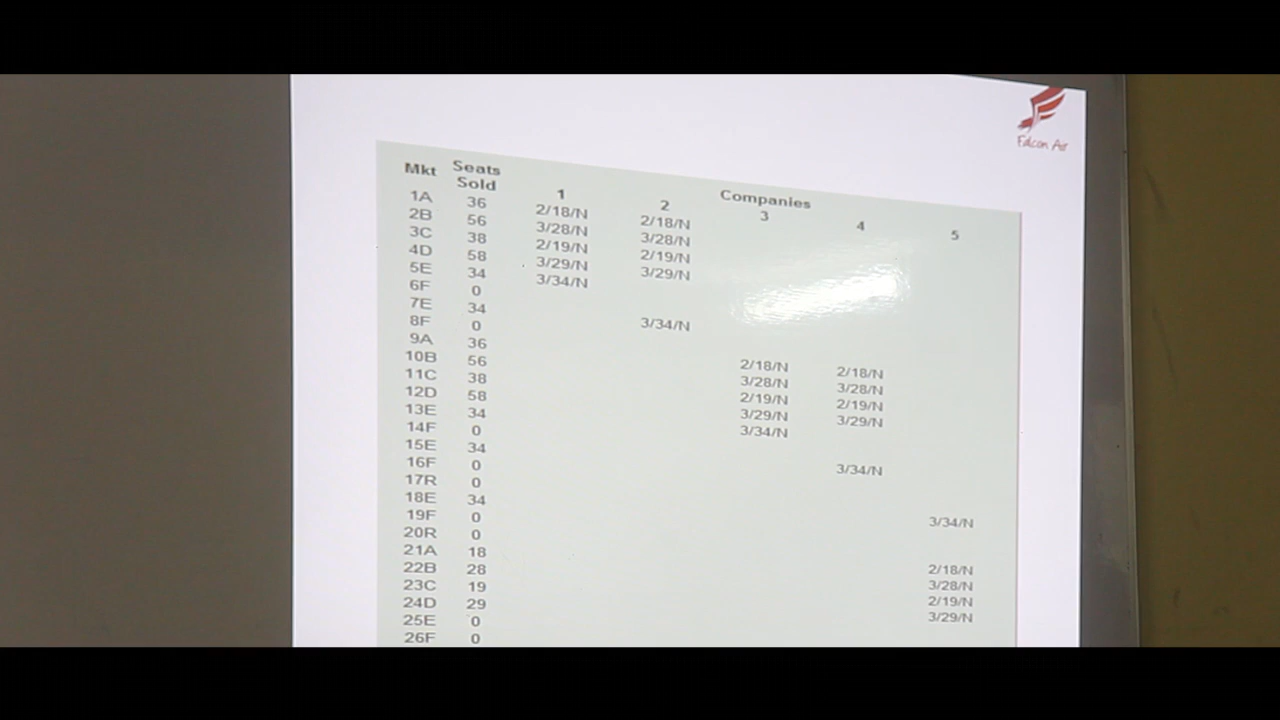 Falcon Air
Mkt Seats Sold Companies
1 2 3 4 5
1A 36 2/18/N 2/18/N
2B 56 3/28/N 3/28/N
3C 38 2/19/N 2/19/N
4D 58 3/29/N 3/29/N
5E 34 3/34/N
6F 0
7E 34 3/34/N
8F 0
9A 36 2/18/N 2/18/N
10B 56 3/28/N 3/28/N
11C 38 2/19/N 2/19/N
12D 58 3/29/N 3/29/N
13E 34 3/34/N
14F 0
15E 34 3/34/N
16F 0
17R 0
18E 34 3/34/N
19F 0
20R 0
21A 18 2/18/N
22B 28 3/28/N
23C 19 2/19/N
24D 29 3/29/N
25E 0
26F 0